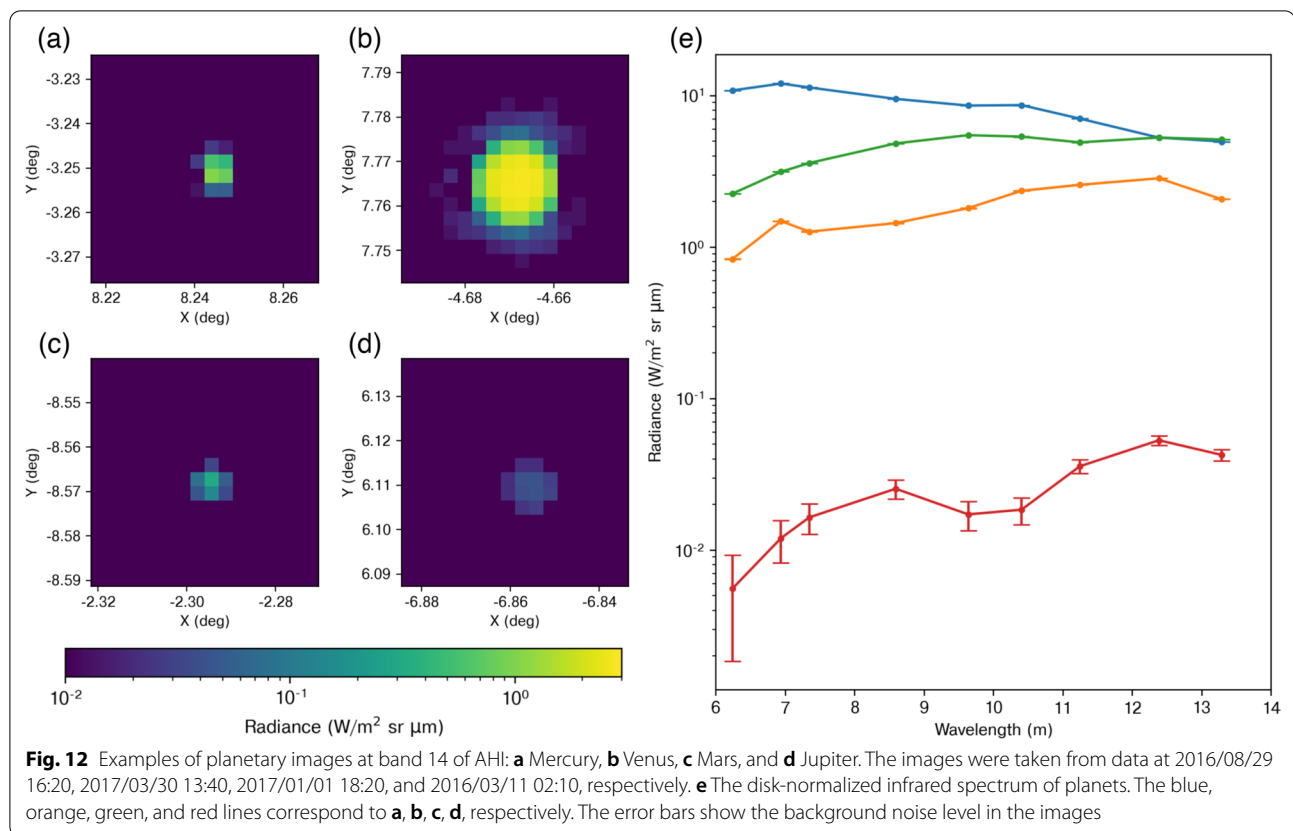 (a)
-3.23
-3.24
-3.25
-3.26
-3.27
Y (deg)
8.22 8.24 8.26
X (deg)
(b)
7.79
7.78
7.77
7.76
7.75
Y (deg)
-4.68 -4.66
X (deg)
(c)
-8.55
-8.56
-8.57
-8.58
-8.59
Y (deg)
-2.32 -2.30 -2.28
X (deg)
(d)
6.13
6.12
6.11
6.10
6.09
Y (deg)
-6.88 -6.86 -6.84
X (deg)
10⁻² 10⁻¹ 10⁰
Radiance (W/m² sr μm)
(e)
10¹
10⁰
10⁻¹
10⁻²
Radiance (W/m² sr μm)
6 7 8 9 10 11 12 13 14
Wavelength (m)
Fig. 12 Examples of planetary images at band 14 of AHI: a Mercury, b Venus, c Mars, and d Jupiter. The images were taken from data at 2016/08/29
16:20, 2017/03/30 13:40, 2017/01/01 18:20, and 2016/03/11 02:10, respectively. e The disk-normalized infrared spectrum of planets. The blue,
orange, green, and red lines correspond to a, b, c, d, respectively. The error bars show the background noise level in the images